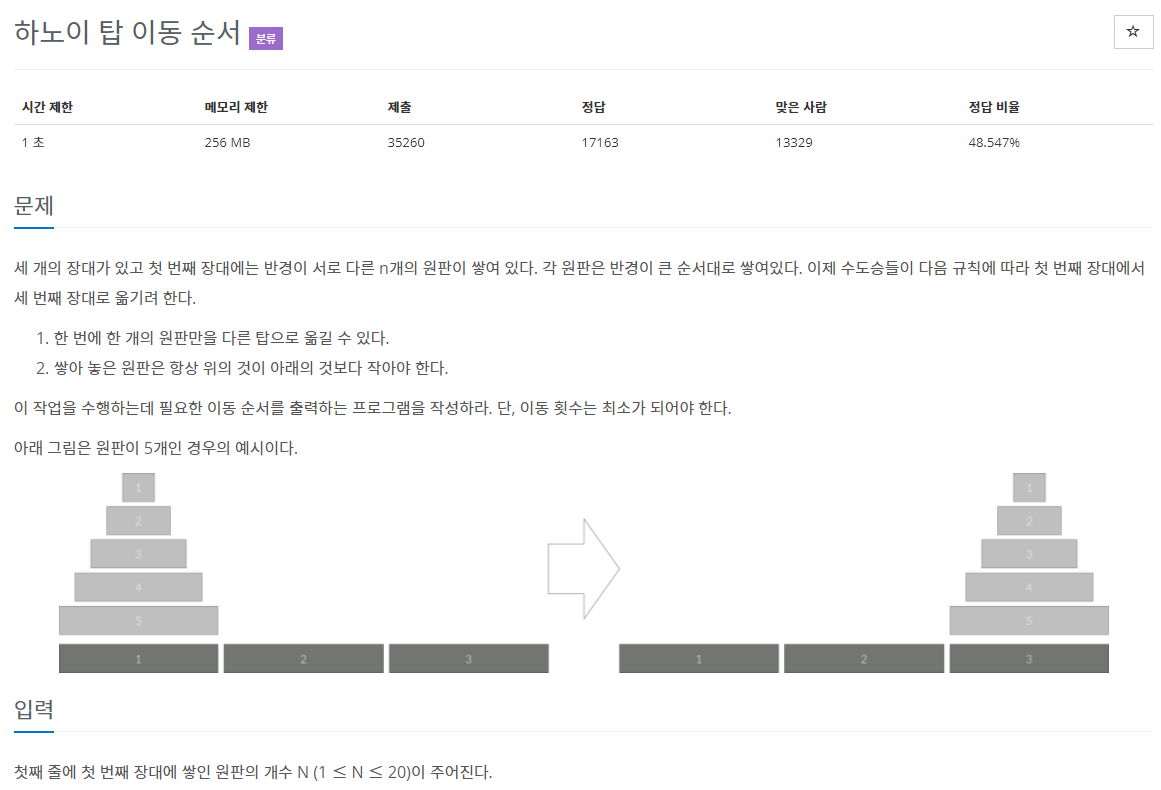 하노이 탑 이동 순서 분류
☆
시간 제한 메모리 제한 제출 정답 맞은 사람 정답 비율
1 초 256 MB 35260 17163 13329 48.547%
문제
세 개의 장대가 있고 첫 번째 장대에는 반경이 서로 다른 n개의 원판이 쌓여 있다. 각 원판은 반경이 큰 순서대로 쌓여있다. 이제 수도승들이 다음 규칙에 따라 첫 번째 장대에서
세 번째 장대로 옮기려 한다.
1. 한 번에 한 개의 원판만을 다른 탑으로 옮길 수 있다.
2. 쌓아 놓은 원판은 항상 위의 것이 아래의 것보다 작아야 한다.
이 작업을 수행하는데 필요한 이동 순서를 출력하는 프로그램을 작성하라. 단, 이동 횟수는 최소가 되어야 한다.
아래 그림은 원판이 5개인 경우의 예시이다.
1 1
2 2
3 3
4 4
5 5
1 2 3 1 2 3
입력
첫째 줄에 첫 번째 장대에 쌓인 원판의 개수 N (1 ≤ N ≤ 20)이 주어진다.